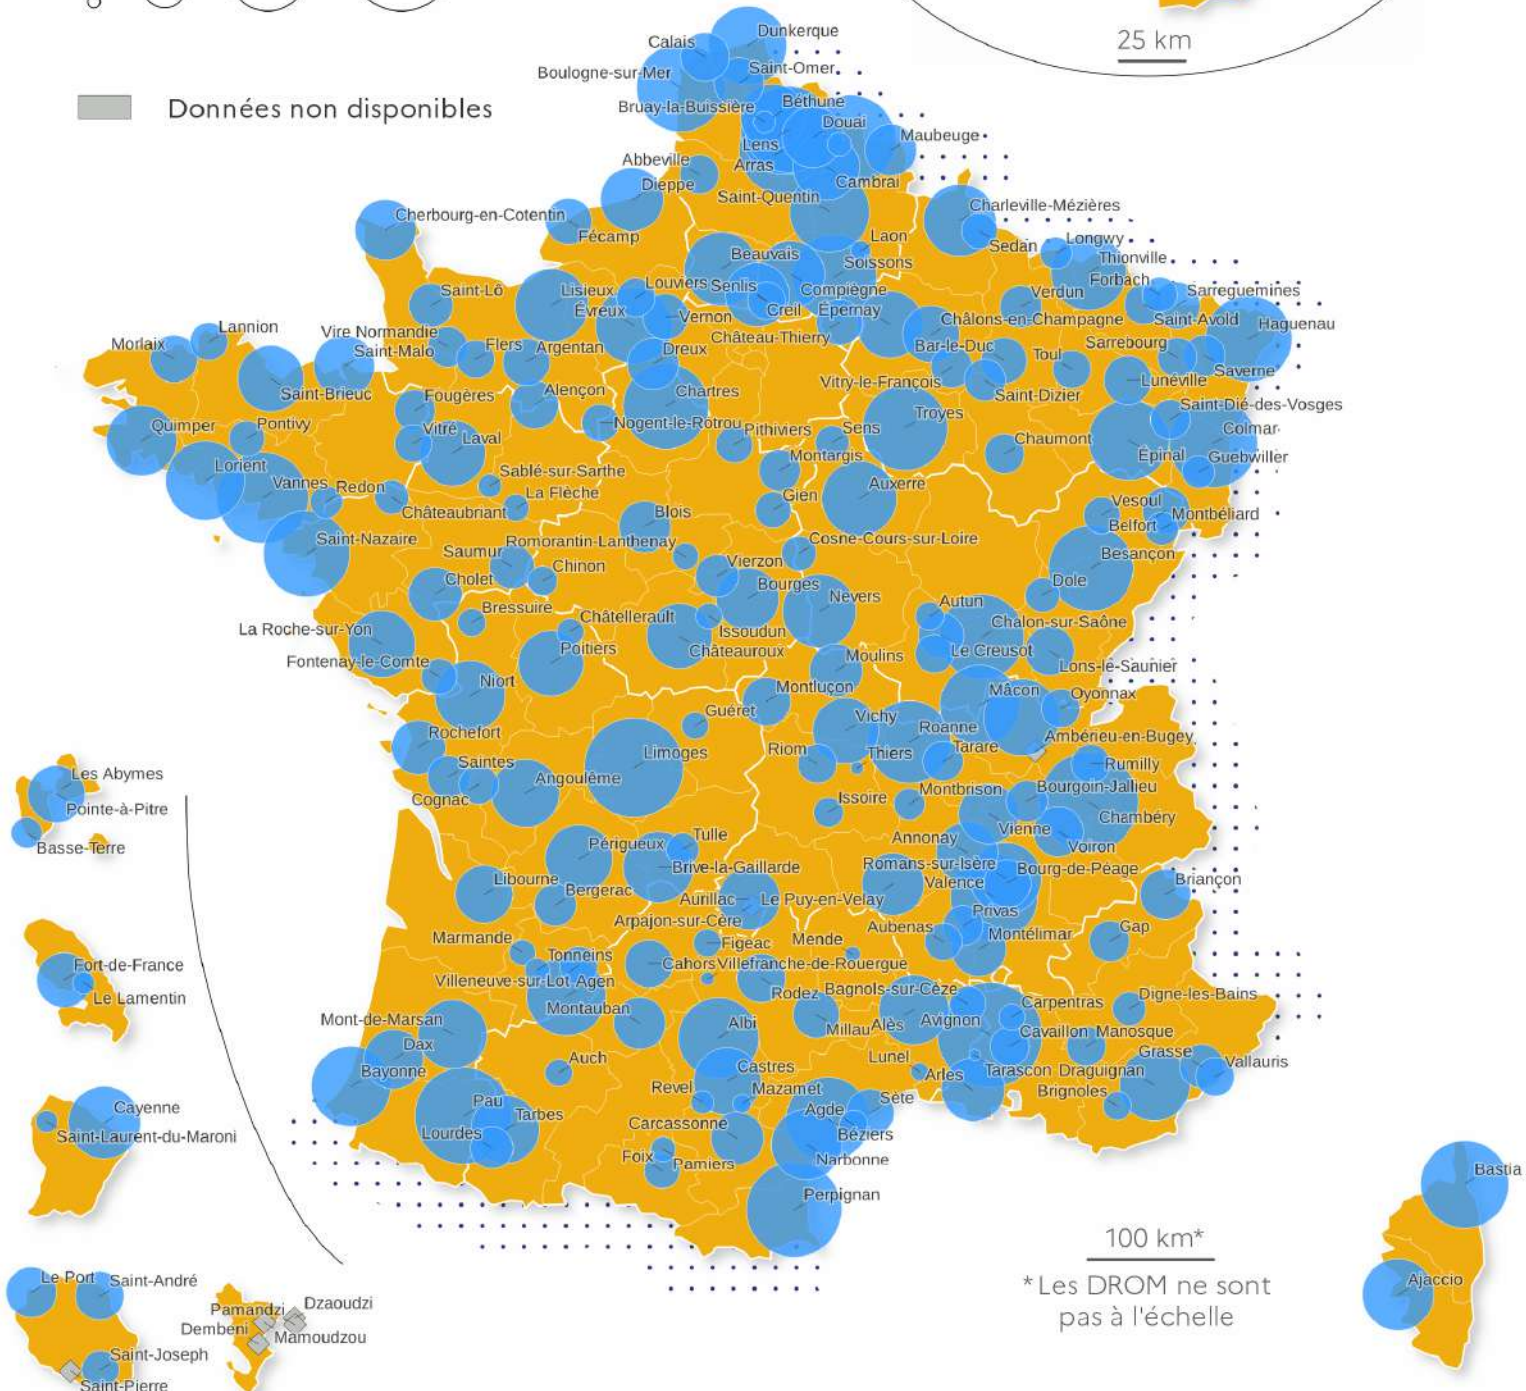 25 km
Données non disponibles
Dunkerque
Calais
Saint-Omer
Boulogne-sur-Mer
Béthune
Bruay-la-Buissière
Douai
Maubeuge
Lens
Arras
Abbeville
Dieppe
Cambrai
Saint-Quentin
Charleville-Mézières
Cherbourg-en-Cotentin
Fécamp
Laon
Sedan
Longwy
Beauvais
Soissons
Thionville
Forbach
Saint-Lô
Lisieux
Louviers
Senlis
Compiègne
Verdun
Sarreguemines
Évreux
Vernon
Creil
Épernay
Châlons-en-Champagne
Saint-Avold
Haguenau
Lannion
Morlaix
Vire Normandie
Saint-Malo
Flers
Argentan
Dreux
Château-Thierry
Bar-le-Duc
Toul
Sarrebourg
Saverne
Saint-Brieuc
Fougères
Alençon
Chartres
Vitry-le-François
Saint-Dizier
Lunéville
Saint-Dié-des-Vosges
Quimper
Pontivy
Vitré
Laval
Nogent-le-Rotrou
Pithiviers
Sens
Troyes
Chaumont
Colmar
Épinal
Guebwiller
Lorient
Vannes
Redon
Sablé-sur-Sarthe
La Flèche
Montargis
Châteaubriant
Gien
Auxerre
Vesoul
Montbéliard
Belfort
Saint-Nazaire
Blois
Romorantin-Lanthenay
Cosne-Cours-sur-Loire
Besançon
Saumur
Chinon
Vierzon
Cholet
Bourges
Nevers
Dole
Autun
Bressuire
Châtellerault
Issoudun
Chalon-sur-Saône
La Roche-sur-Yon
Poitiers
Châteauroux
Moulins
Le Creusot
Lons-le-Saunier
Fontenay-le-Comte
Niort
Montluçon
Mâcon
Oyonnax
Guéret
Vichy
Roanne
Ambérieu-en-Bugey
Rochefort
Limoges
Riom
Thiers
Tarare
Rumilly
Saintes
Angoulême
Cognac
Issoire
Montbrison
Bourgoin-Jallieu
Chambéry
Vienne
Annonay
Voiron
Périgueux
Tulle
Brive-la-Gaillarde
Romans-sur-Isère
Bourg-de-Péage
Valence
Briançon
Libourne
Bergerac
Aurillac
Le Puy-en-Velay
Arpajon-sur-Cère
Privas
Aubenas
Montélimar
Gap
Marmande
Tonneins
Figeac
Mende
Cahors
Villefranche-de-Rouergue
Villeneuve-sur-Lot
Agen
Rodez
Bagnols-sur-Cèze
Digne-les-Bains
Carpentras
Montauban
Mont-de-Marsan
Albi
Millau
Alès
Avignon
Cavaillon
Manosque
Dax
Auch
Castres
Lunel
Grasse
Vallauris
Bayonne
Revel
Mazamet
Arles
Tarascon
Draguignan
Brignoles
Pau
Tarbes
Agde
Sète
Lourdes
Carcassonne
Béziers
Foix
Pamiers
Narbonne
Perpignan
Les Abymes
Pointe-à-Pitre
Basse-Terre
Fort-de-France
Le Lamentin
Cayenne
Saint-Laurent-du-Maroni
Le Port
Saint-André
Saint-Joseph
Saint-Pierre
Pamandzi
Dzaoudzi
Dembeni
Mamoudzou
Bastia
Ajaccio
100 km*
*Les DROM ne sont
pas à l'échelle